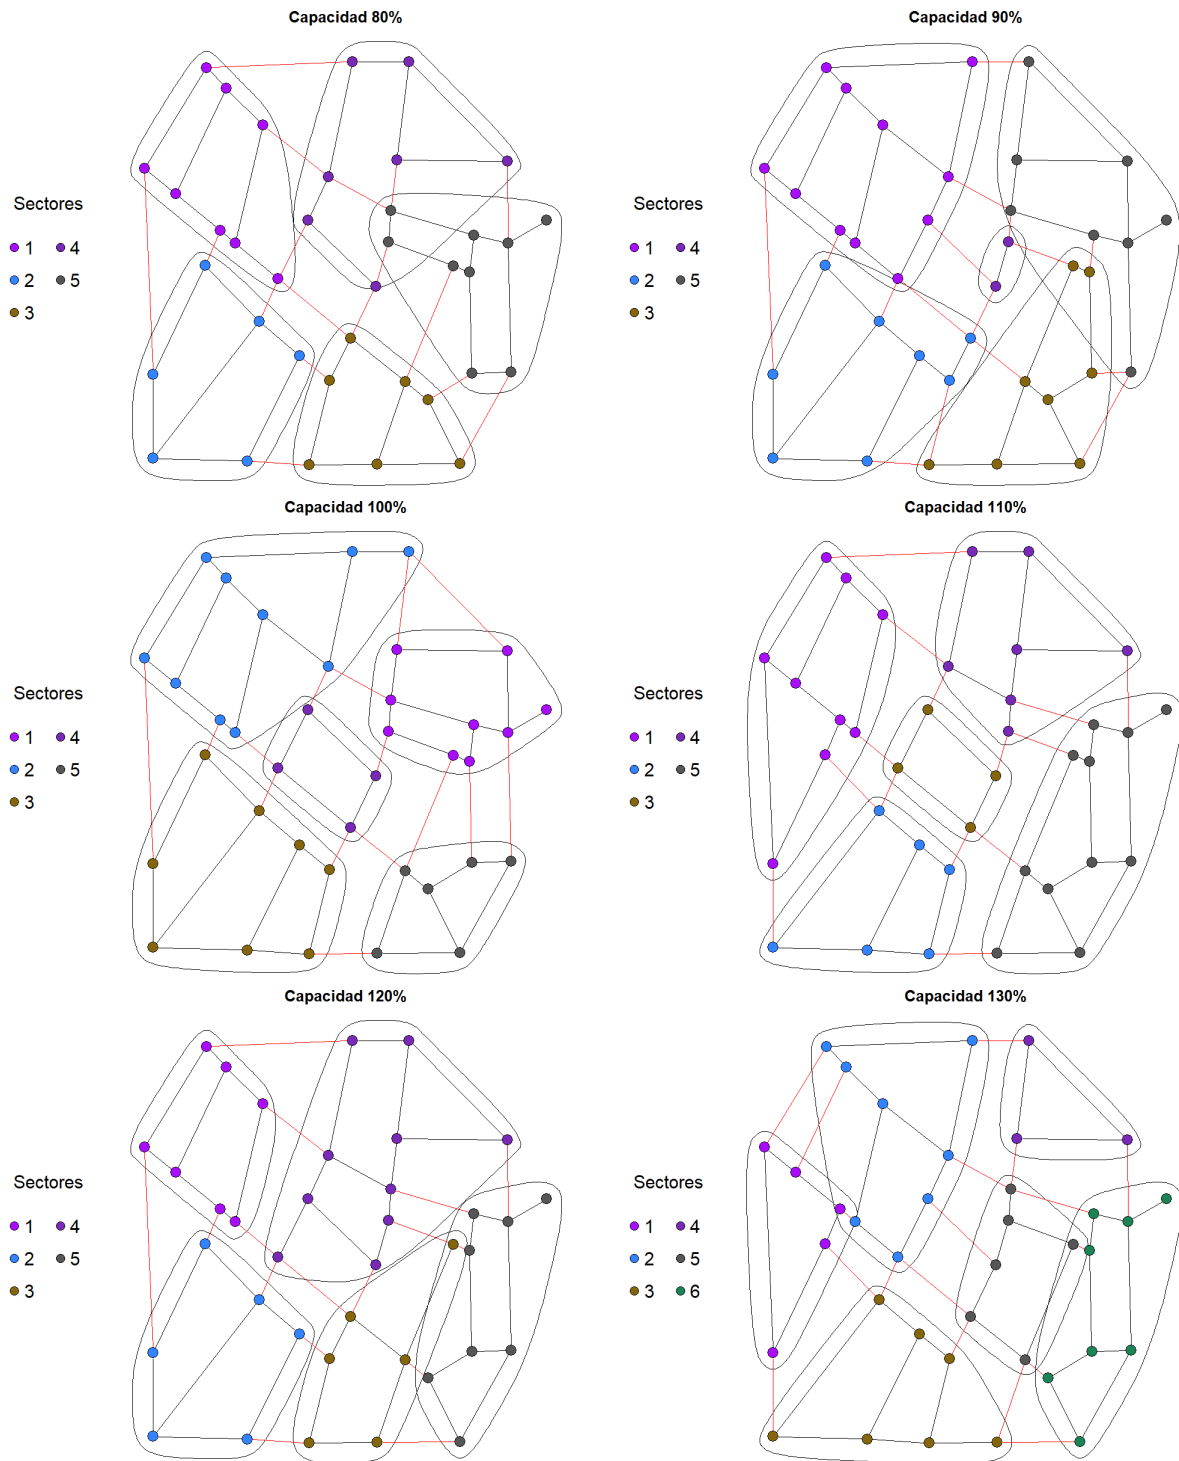 Capacidad 80%
Sectores
1 4
2 5
3
Capacidad 90%
Sectores
1 4
2 5
3
Capacidad 100%
Sectores
1 4
2 5
3
Capacidad 110%
Sectores
1 4
2 5
3
Capacidad 120%
Sectores
1 4
2 5
3
Capacidad 130%
Sectores
1 4
2 5
3 6